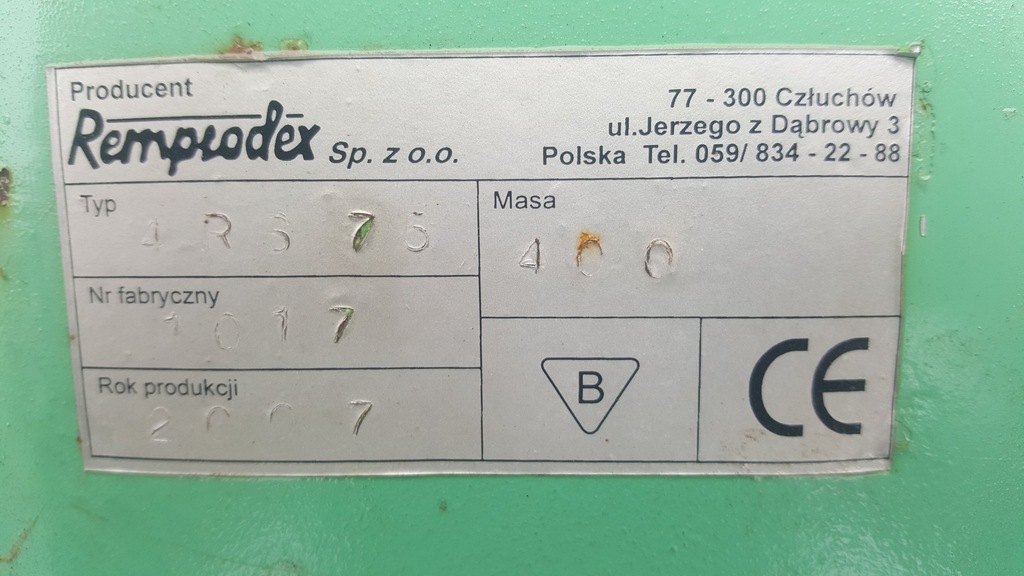 Producent
Remprodex Sp. z o.o.
77 - 300 Człuchów
ul.Jerzego z Dąbrowy 3
Polska Tel. 059/ 834 - 22 - 88
Typ
Masa
400
Nr fabryczny
1017
Rok produkcji
2007
B
CE